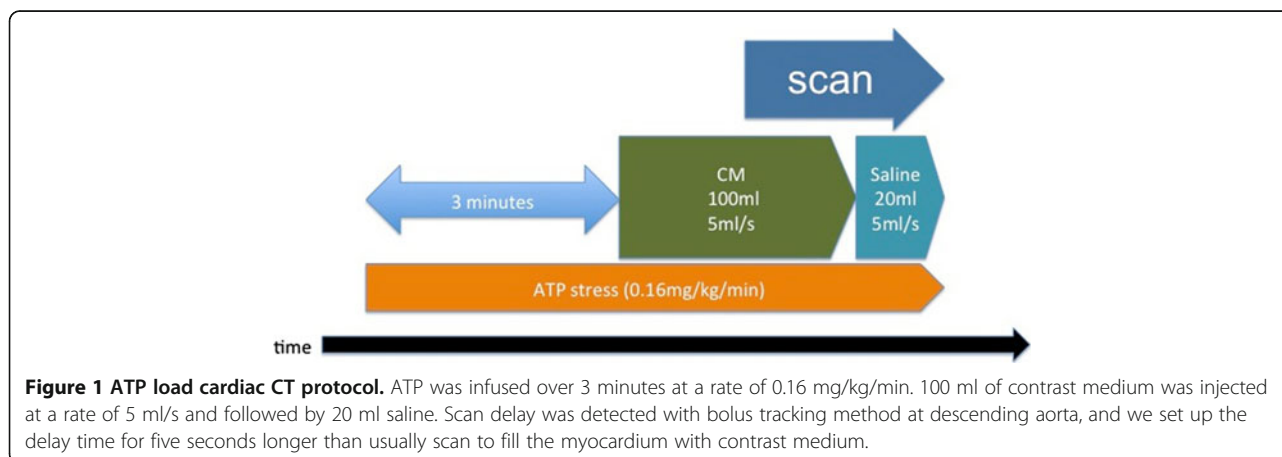 scan
3 minutes
CM
100ml
5ml/s
Saline
20ml
5ml/s
ATP stress (0.16mg/kg/min)
time
Figure 1 ATP load cardiac CT protocol. ATP was infused over 3 minutes at a rate of 0.16 mg/kg/min. 100 ml of contrast medium was injected
at a rate of 5 ml/s and followed by 20 ml saline. Scan delay was detected with bolus tracking method at descending aorta, and we set up the
delay time for five seconds longer than usually scan to fill the myocardium with contrast medium.